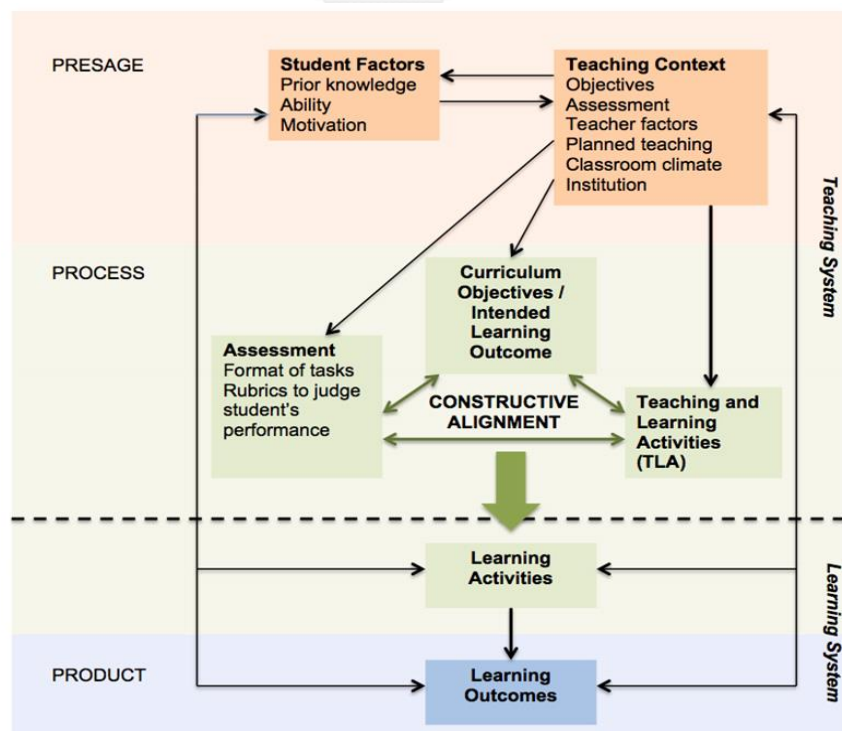 PRESAGE
Student Factors
Prior knowledge
Ability
Motivation
Teaching Context
Objectives
Assessment
Teacher factors
Planned teaching
Classroom climate
Institution
Teaching System
PROCESS
Curriculum
Objectives /
Intended
Learning
Outcome
Assessment
Format of tasks
Rubrics to judge
student's
performance
CONSTRUCTIVE
ALIGNMENT
Teaching and
Learning
Activities
(TLA)
Learning
Activities
Learning System
PRODUCT
Learning
Outcomes